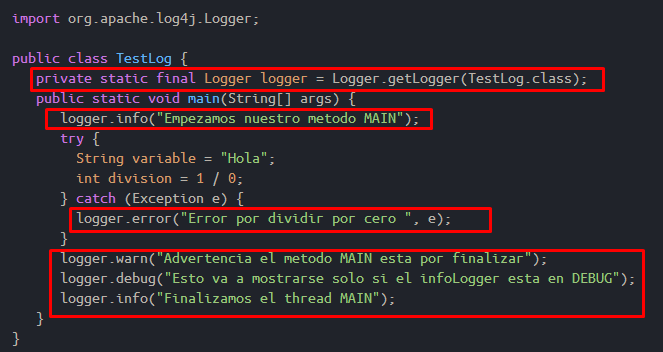 import org.apache.log4j.Logger;
public class TestLog {
private static final Logger logger = Logger.getLogger(TestLog.class);
public static void main(String[] args) {
logger.info("Empezamos nuestro metodo MAIN");
try {
String variable = "Hola";
int division = 1 / 0;
} catch (Exception e) {
logger.error("Error por dividir por cero ", e);
}
logger.warn("Advertencia el metodo MAIN esta por finalizar");
logger.debug("Esto va a mostrarse solo si el infoLogger esta en DEBUG");
logger.info("Finalizamos el thread MAIN");
}
}